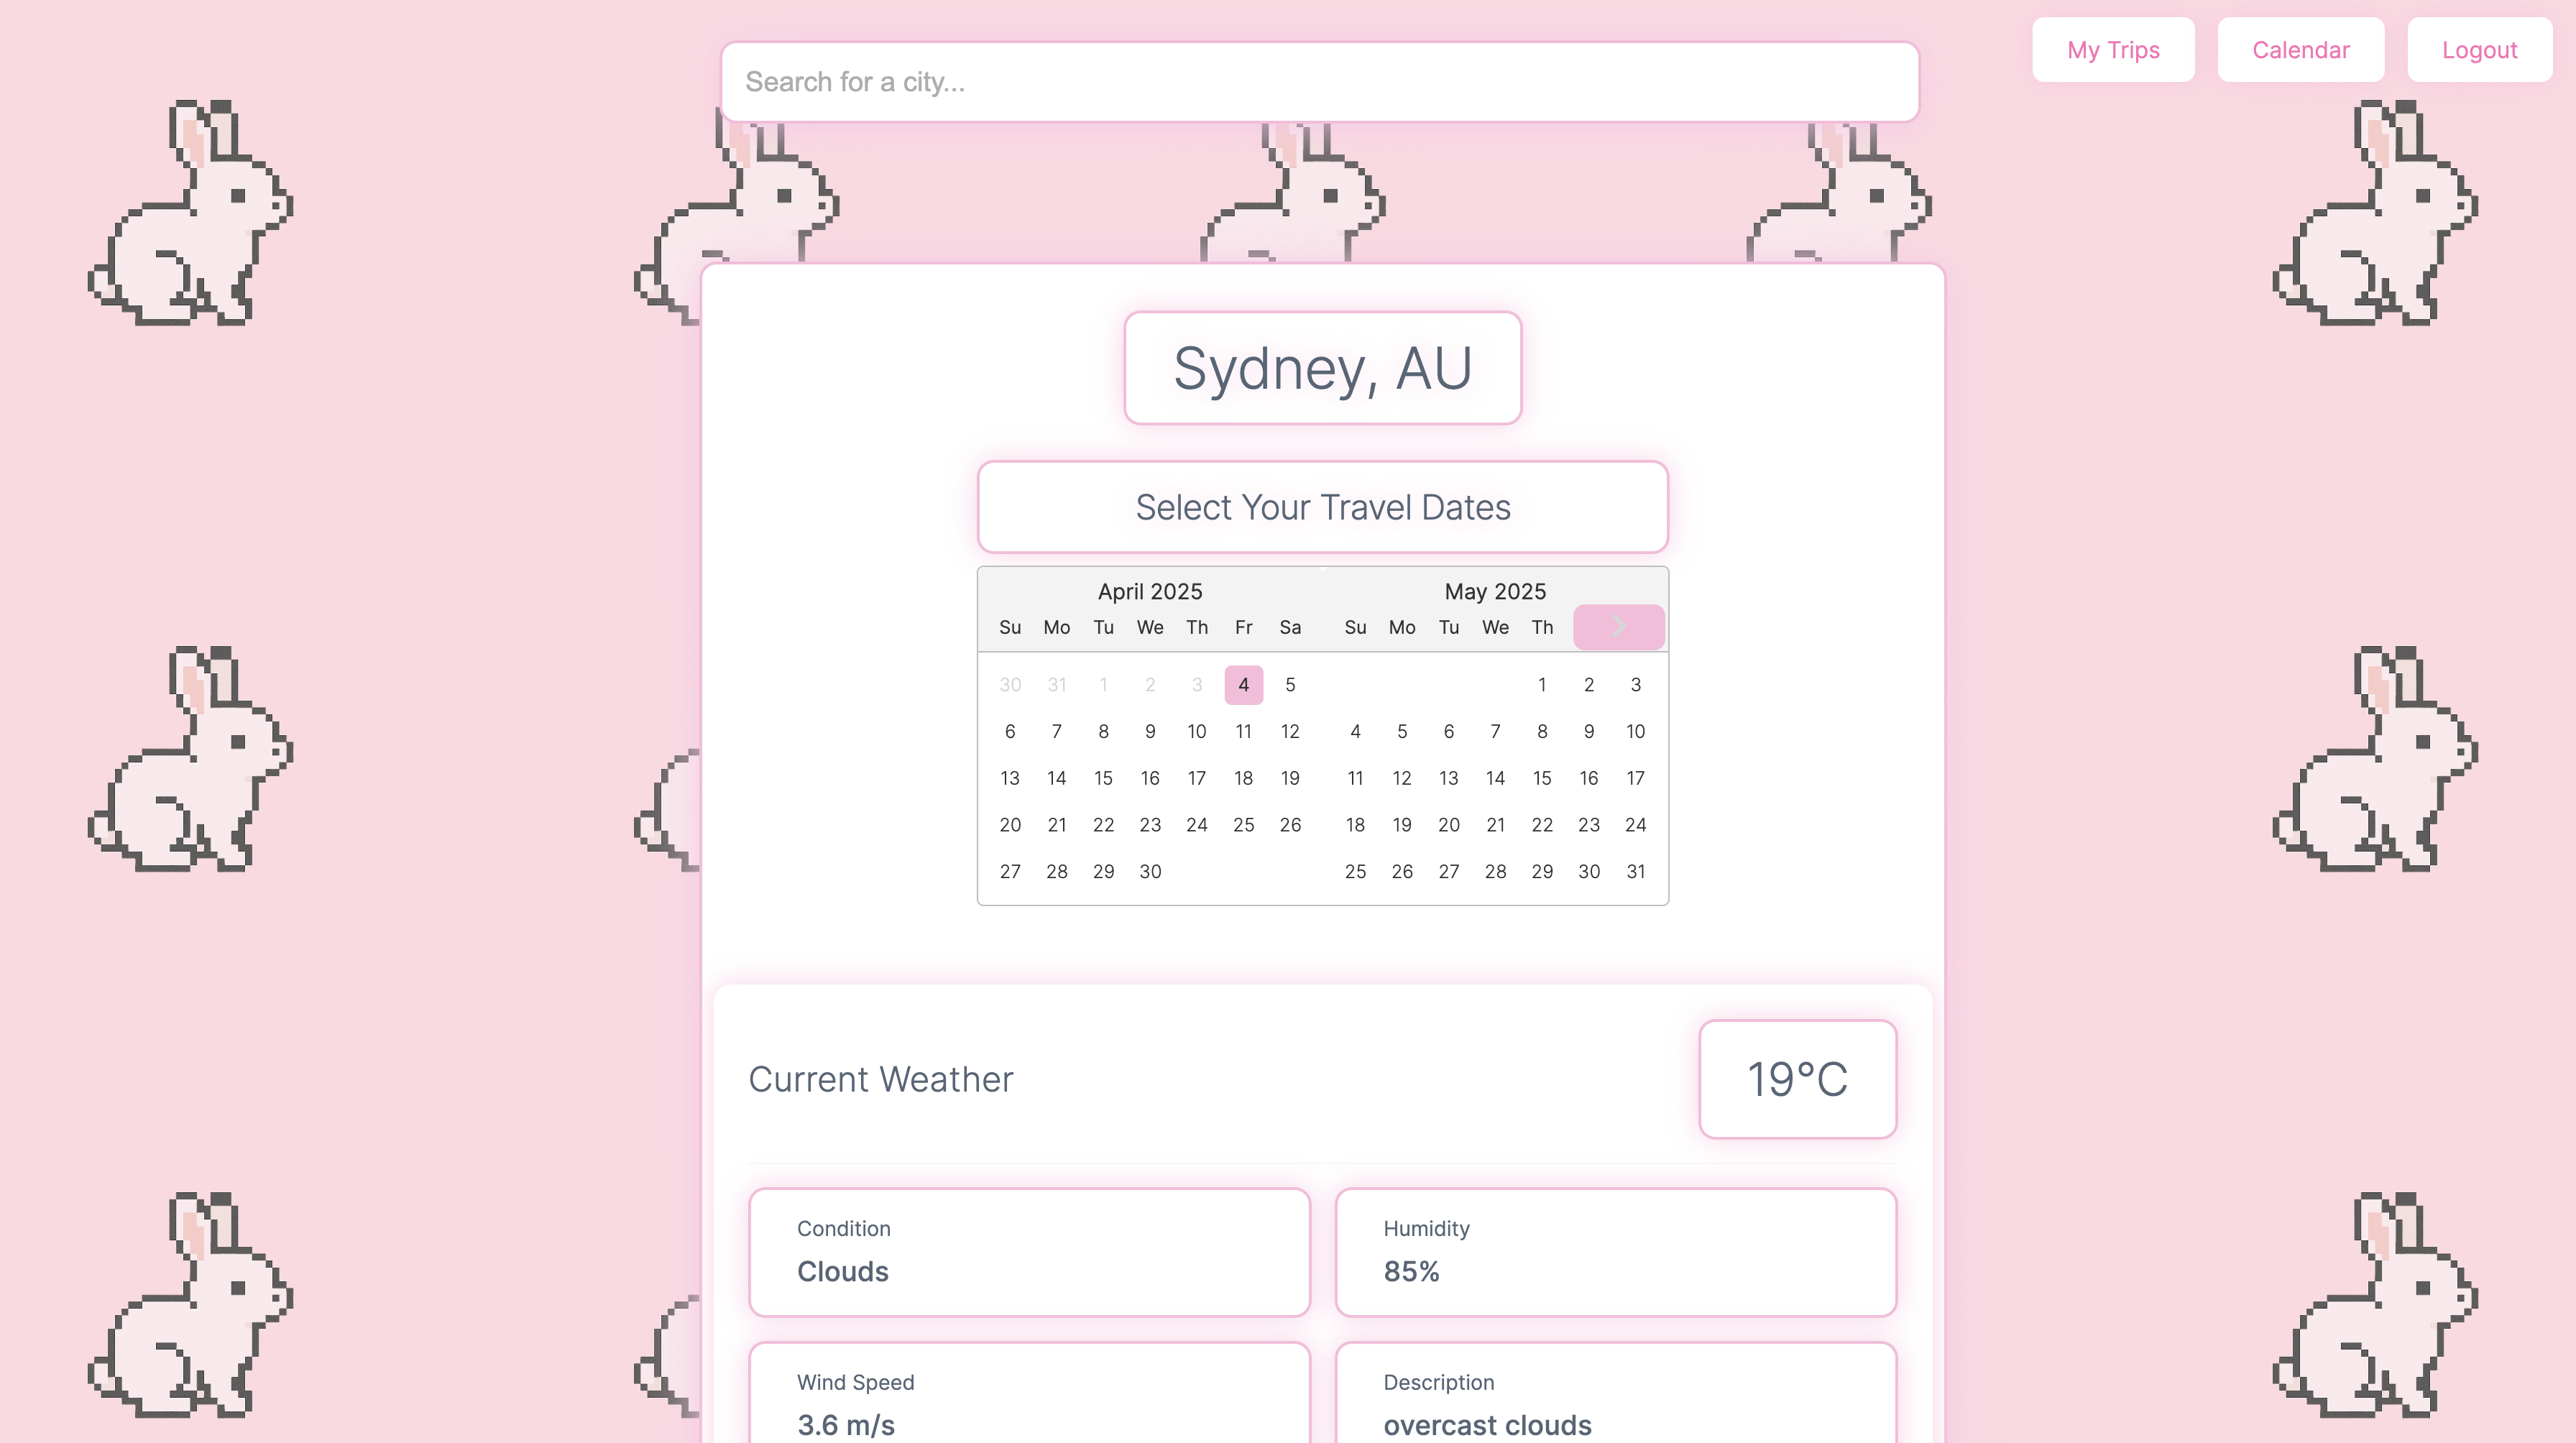 My Trips Calendar Logout
Search for a city...
Sydney, AU
Select Your Travel Dates
April 2025 May 2025
Su Mo Tu We Th Fr Sa Su Mo Tu We Th
30 31 1 2 3 4 5 1 2 3
6 7 8 9 10 11 12 4 5 6 7 8 9 10
13 14 15 16 17 18 19 11 12 13 14 15 16 17
20 21 22 23 24 25 26 18 19 20 21 22 23 24
27 28 29 30 25 26 27 28 29 30 31
Current Weather 19°C
Condition Humidity
Clouds 85%
Wind Speed Description
3.6 m/s overcast clouds